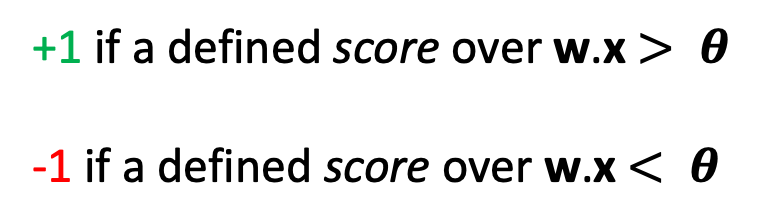 +1 if a defined score over w.x > θ
-1 if a defined score over w.x < θ